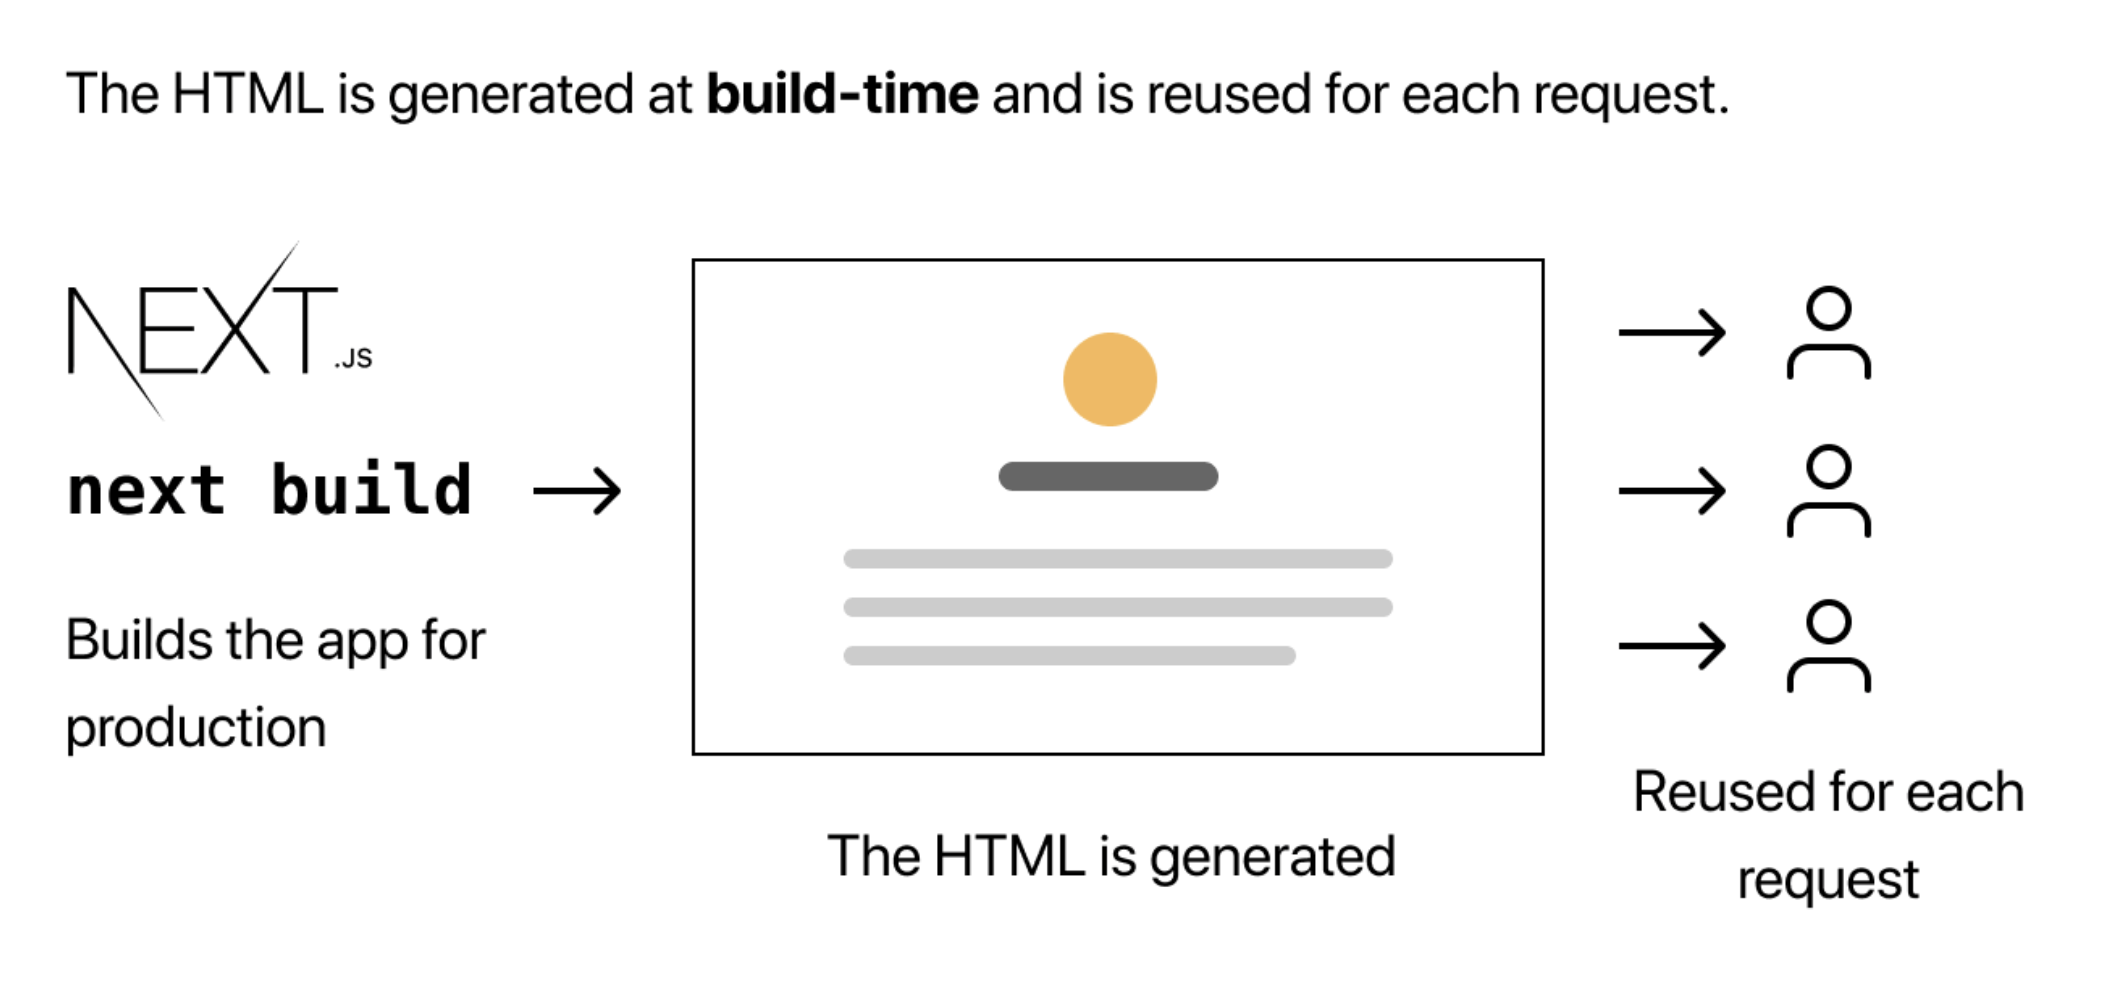 The HTML is generated at build-time and is reused for each request.
NEXT.JS
next build
Builds the app for
production
The HTML is generated
Reused for each
request